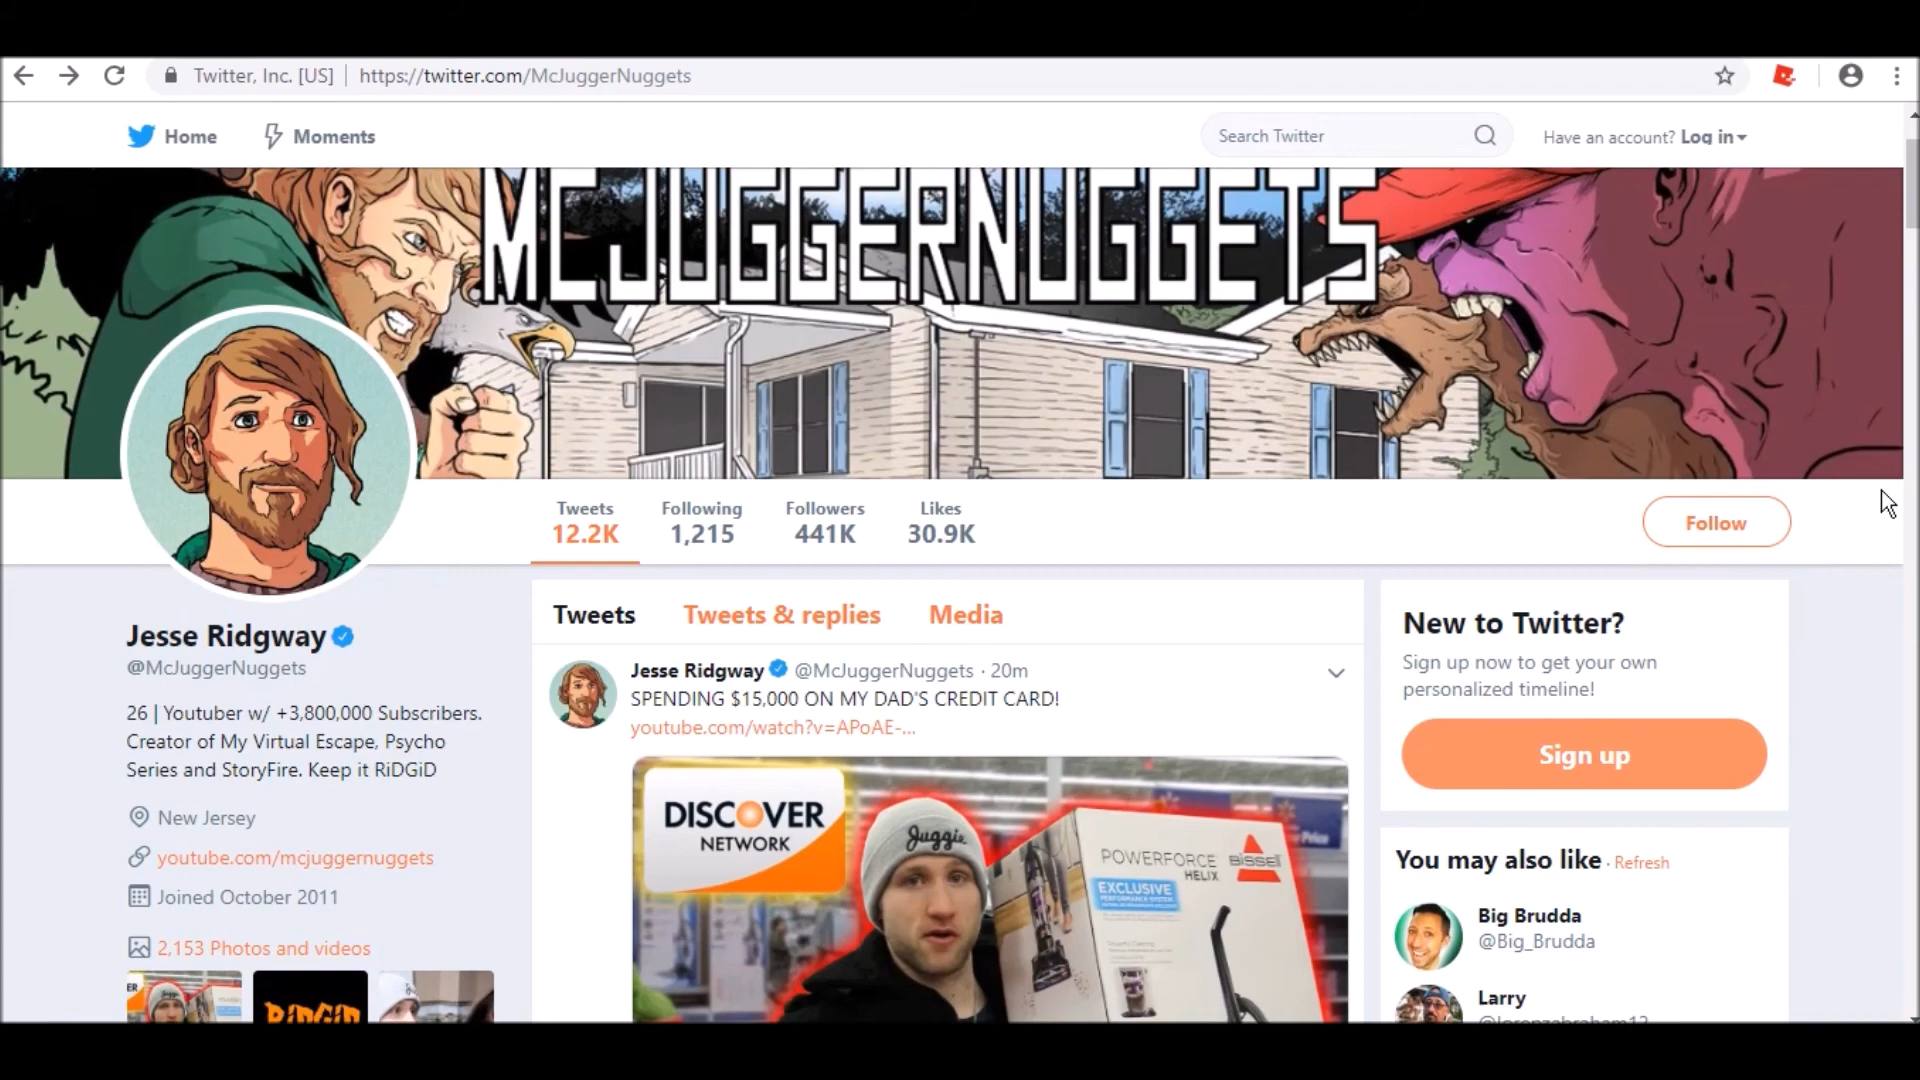 Twitter, Inc. [US] | https://twitter.com/McJuggerNuggets
Home
Moments
Search Twitter
Have an account? Log in
MCJUGGERNUGGETS
Tweets
12.2K
Following
1,215
Followers
441K
Likes
30.9K
Follow
Jesse Ridgway
@McJuggerNuggets
26 | Youtuber w/ +3,800,000 Subscribers.
Creator of My Virtual Escape, Psycho
Series and StoryFire. Keep it RiDGiD
New Jersey
youtube.com/mcjuggernuggets
Joined October 2011
2,153 Photos and videos
ER
RiDGiD
Tweets
Tweets & replies
Media
Jesse Ridgway @McJuggerNuggets · 20m
SPENDING $15,000 ON MY DAD'S CREDIT CARD!
youtube.com/watch?v=APoAE-...
DISCOVER
NETWORK
Juggie
POWERFORCE
HELIX
BISSELL
EXCLUSIVE
Price
New to Twitter?
Sign up now to get your own
personalized timeline!
Sign up
You may also like · Refresh
Big Brudda
@Big_Brudda
Larry